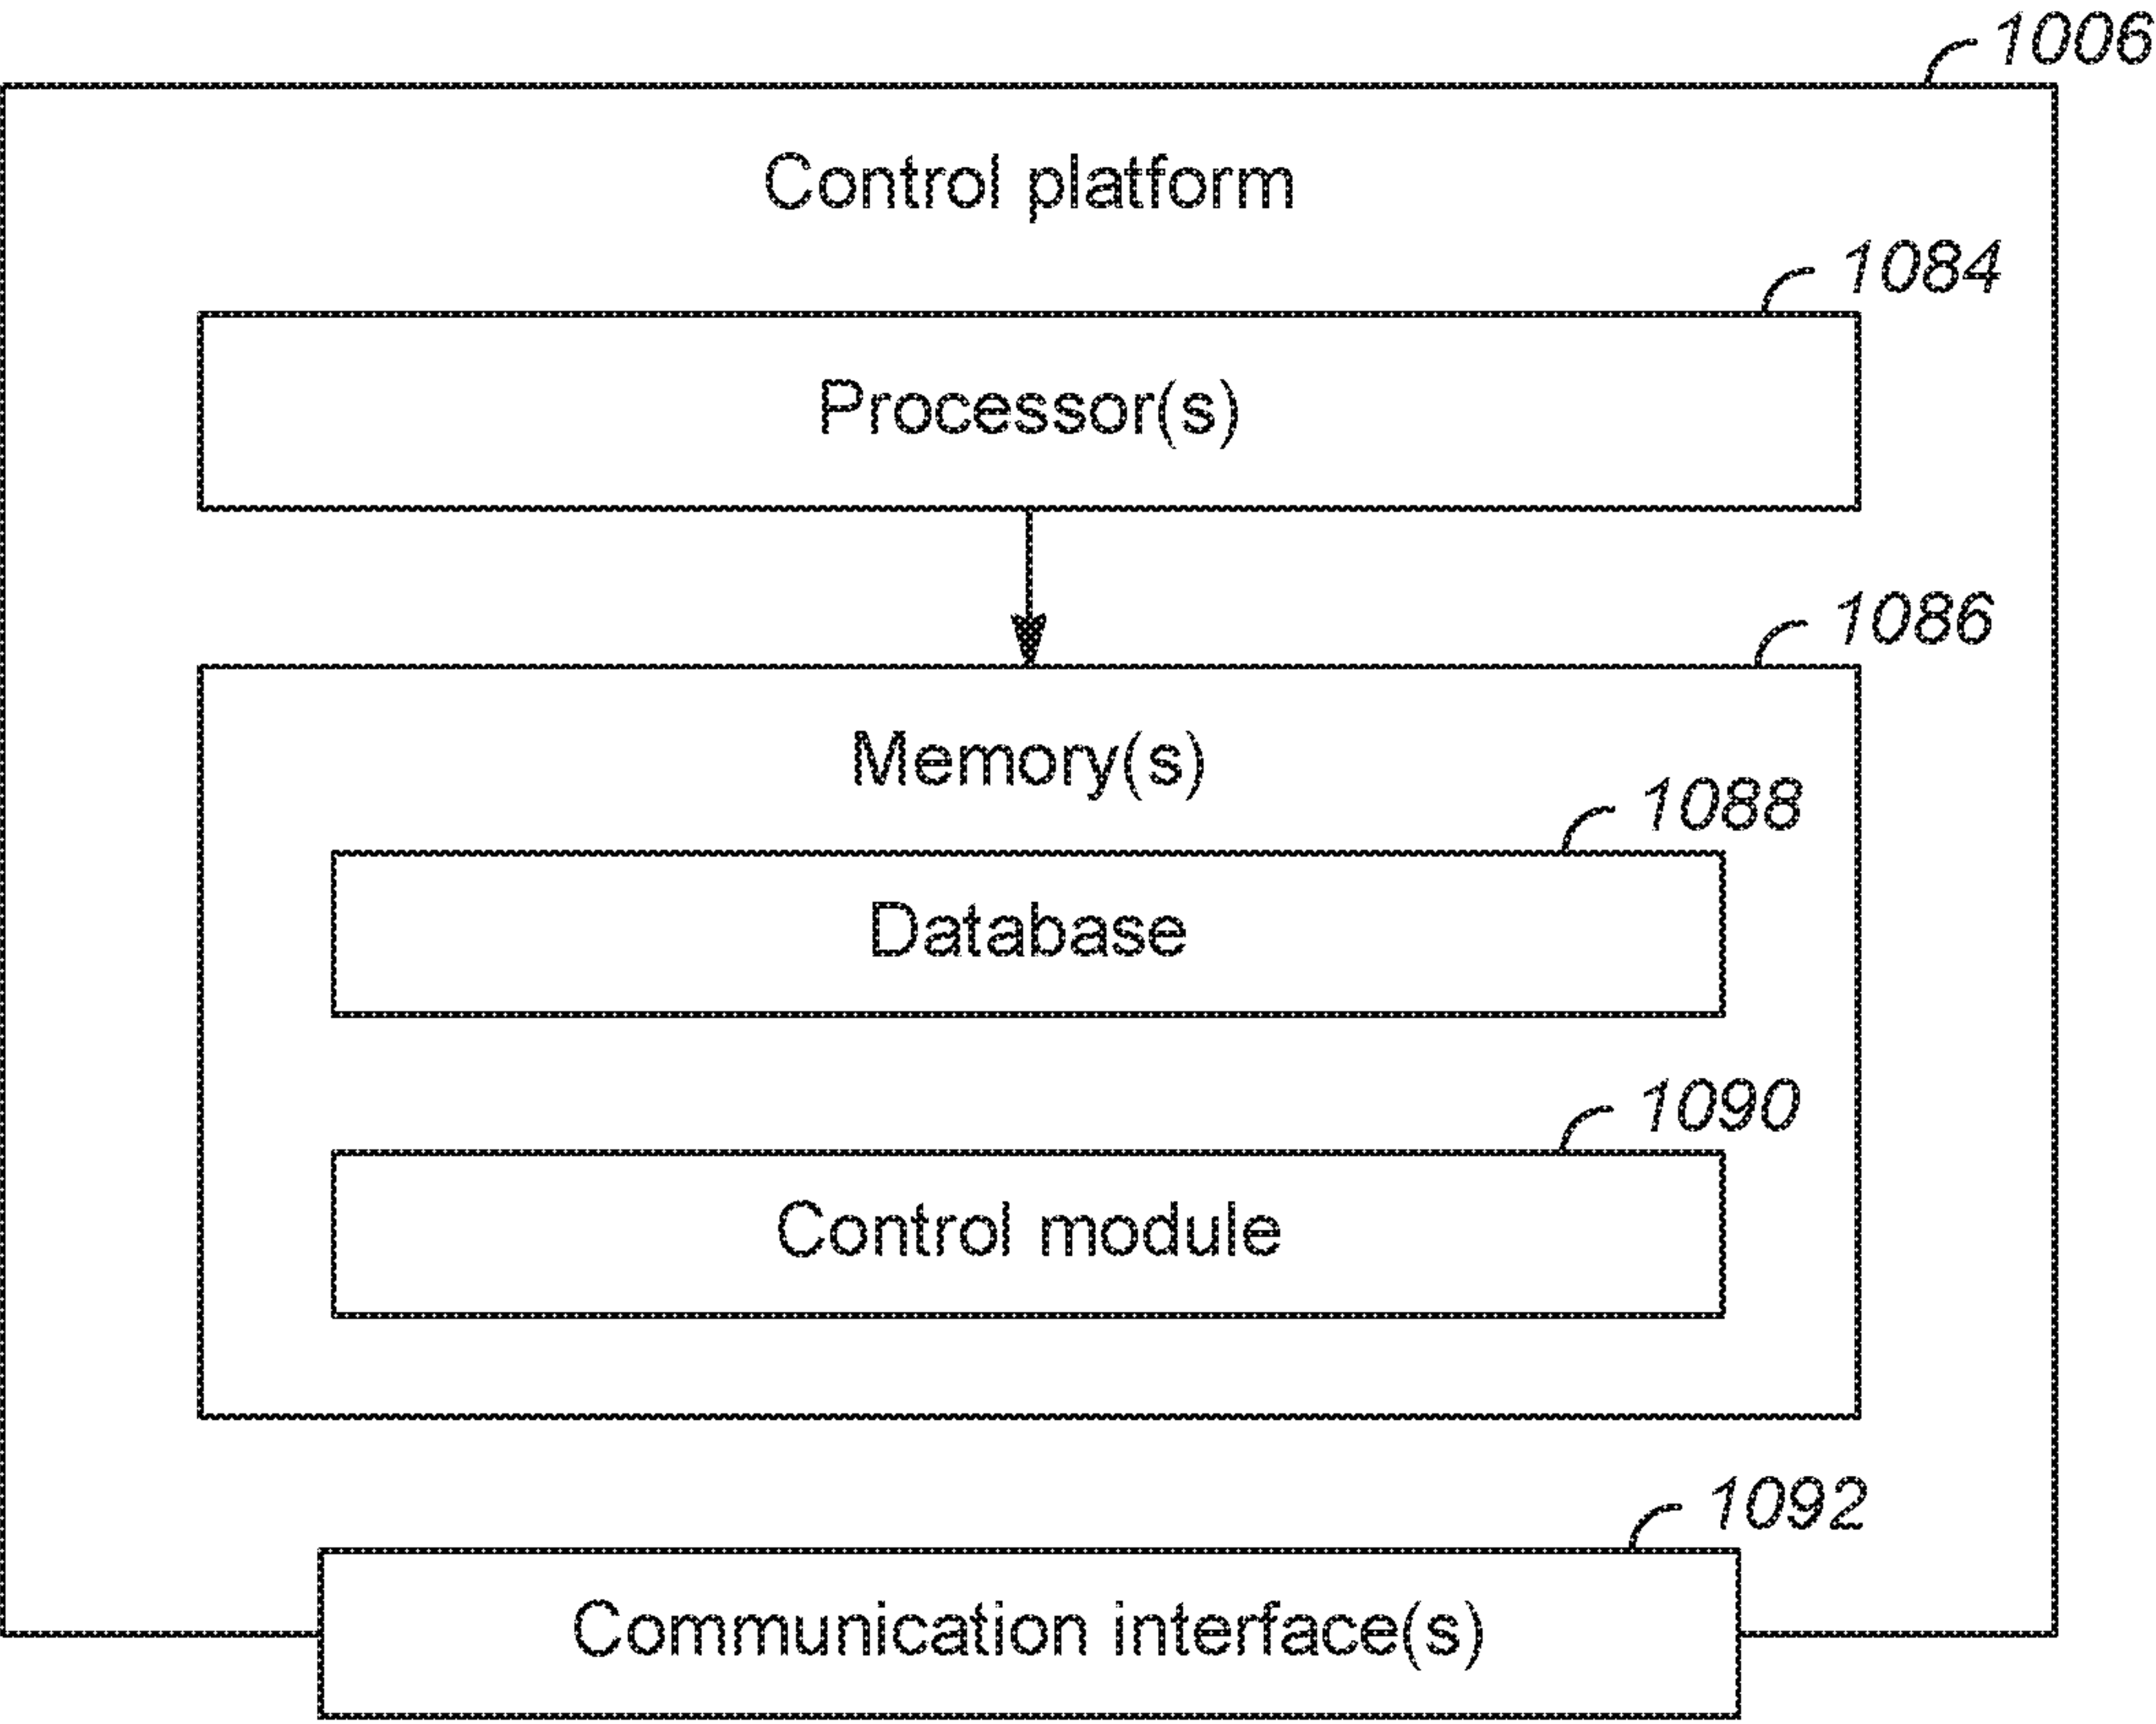 1006
Control platform
1084
Processor(s)
1086
Memory(s)
1088
Database
1090
Control module
1092
Communication interface(s)